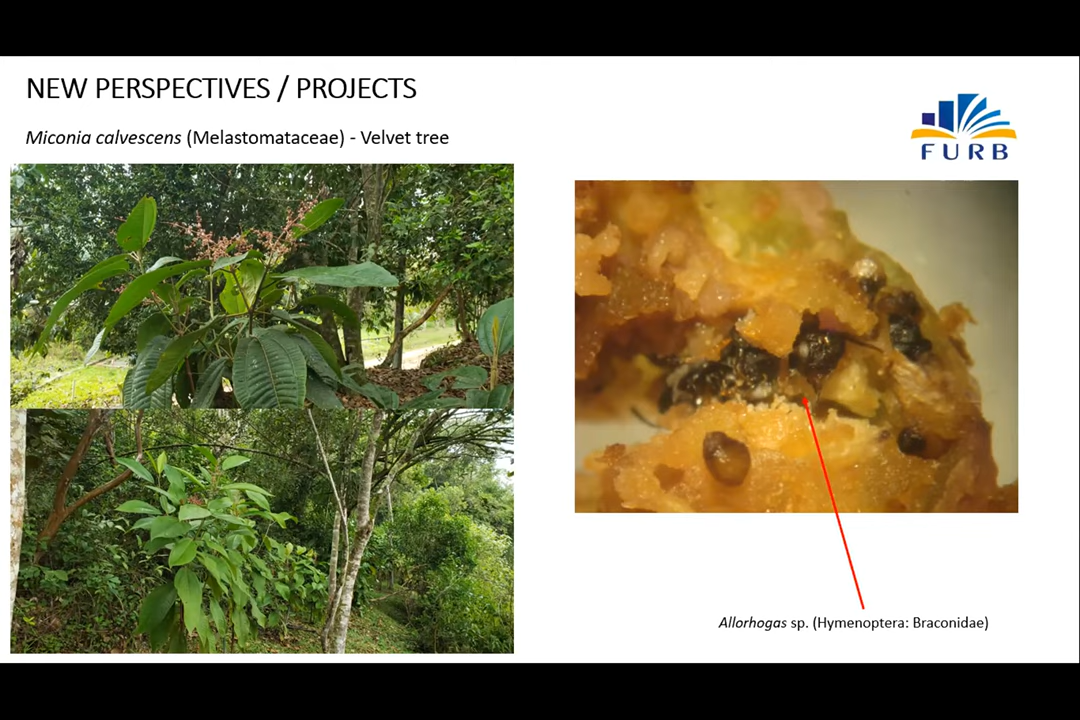 NEW PERSPECTIVES / PROJECTS
Miconia calvescens (Melastomataceae) - Velvet tree
FURB
Allorhogas sp. (Hymenoptera: Braconidae)